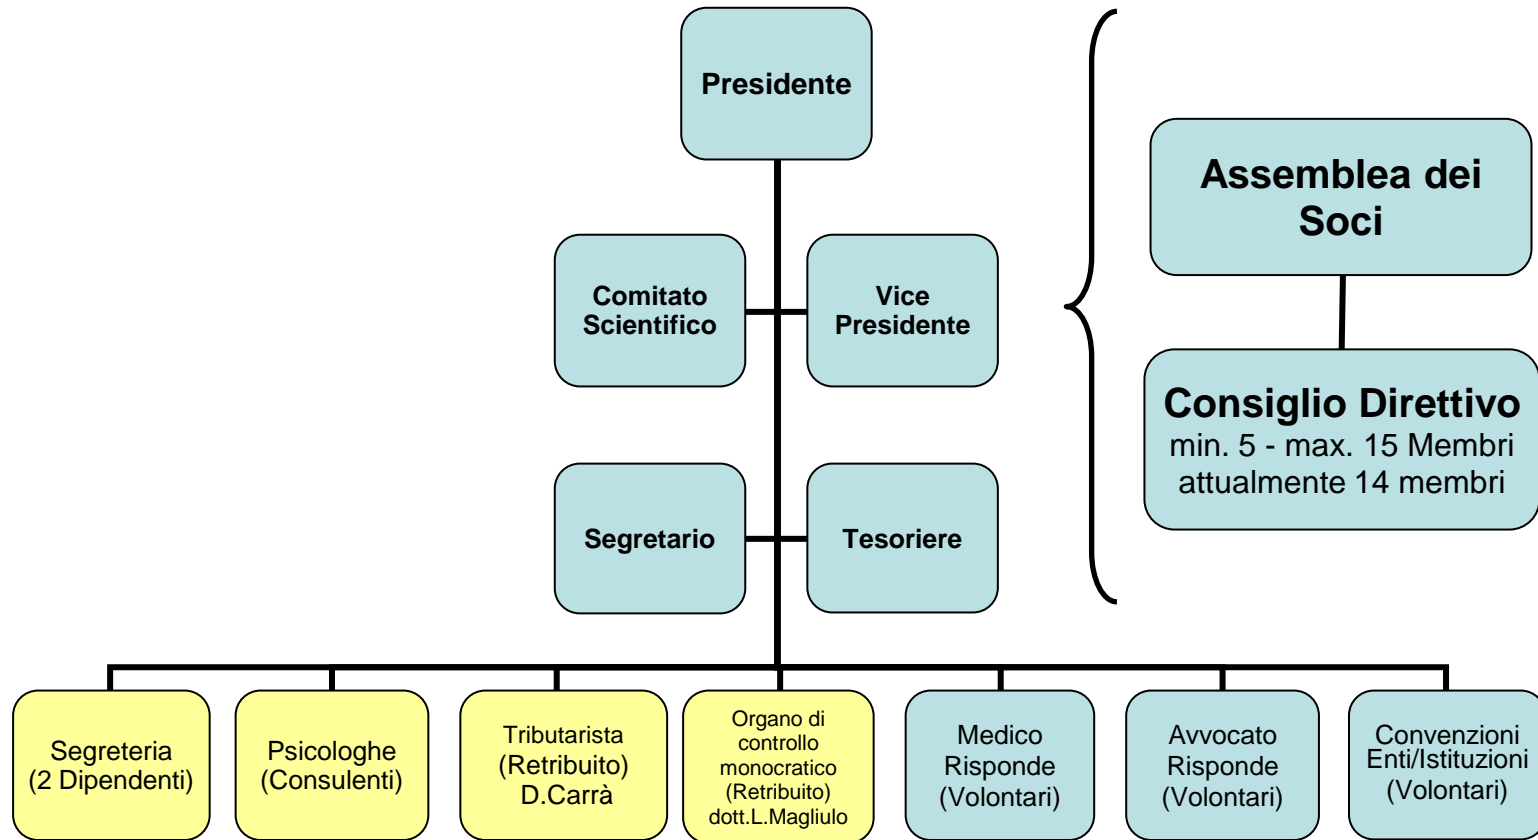 Presidente
Assemblea dei
Soci
Comitato
Scientifico
Vice
Presidente
Consiglio Direttivo
min. 5 - max. 15 Membri
attualmente 14 membri
Segretario
Tesoriere
Segreteria
(2 Dipendenti)
Psicologhe
(Consulenti)
Tributarista
(Retribuito)
D.Carrà
Organo di
controllo
monocratico
(Retribuito)
dott.L.Magliulo
Medico
Risponde
(Volontari)
Avvocato
Risponde
(Volontari)
Convenzioni
Enti/Istituzioni
(Volontari)